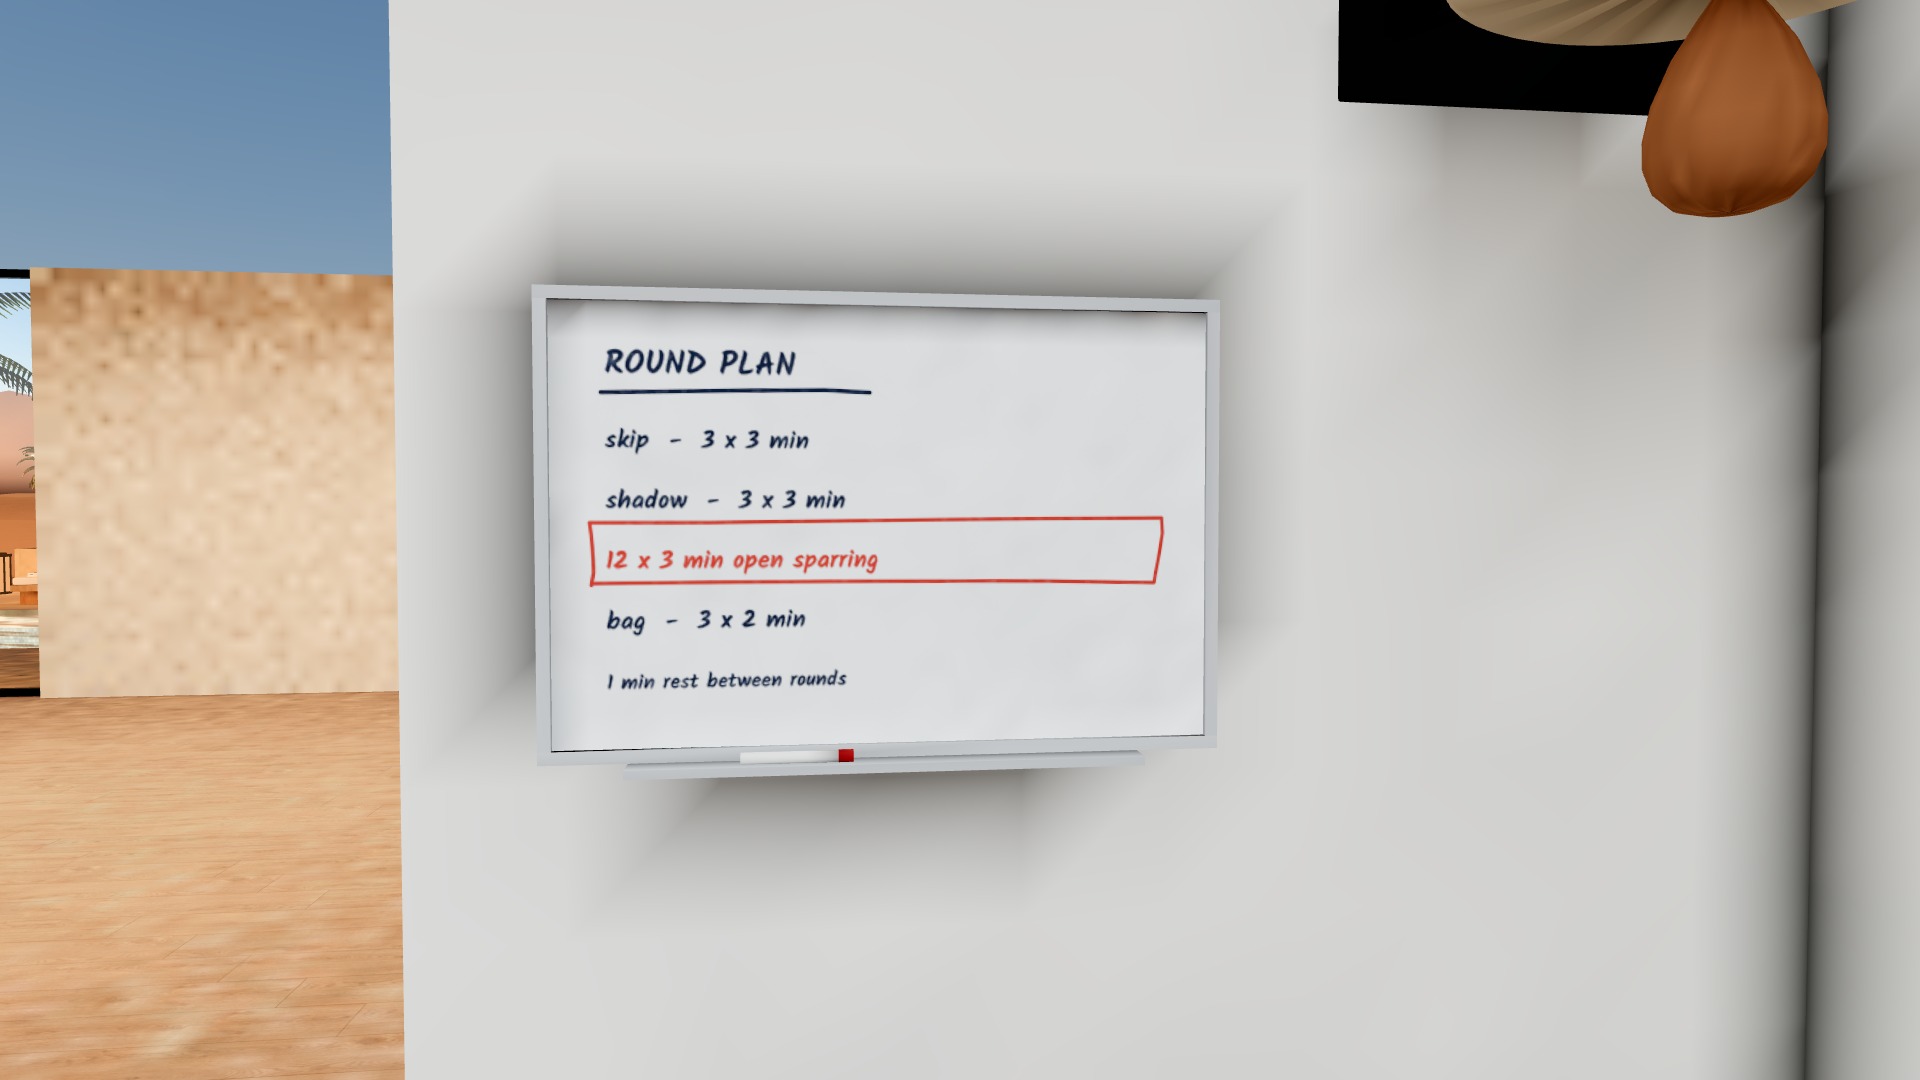 ROUND PLAN
skip - 3 x 3 min
shadow - 3 x 3 min
12 x 3 min open sparring
bag - 3 x 2 min
1 min rest between rounds